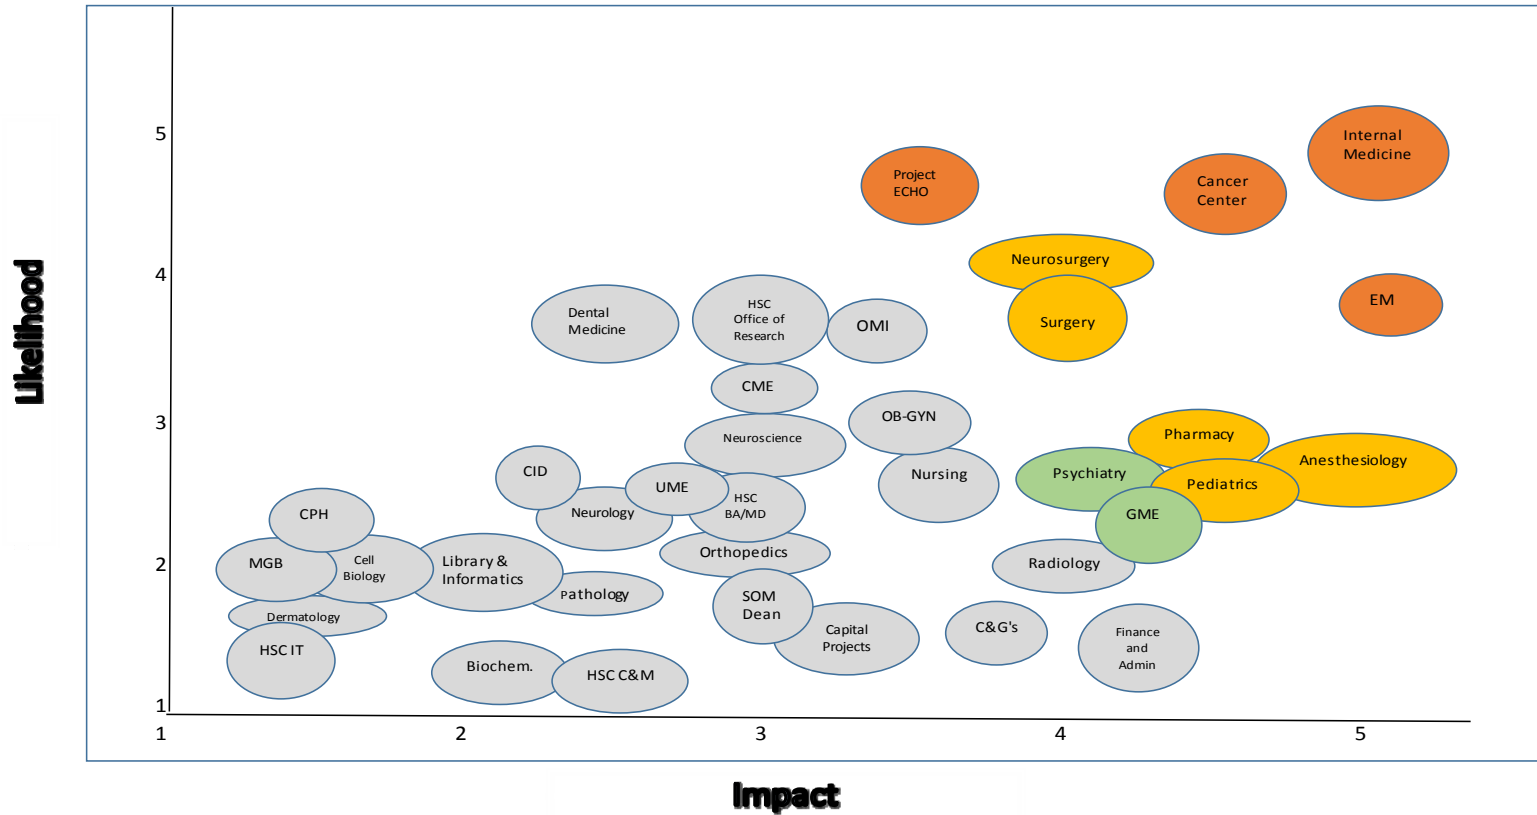 5
Internal
Medicine
Project
ECHO
Cancer
Center
Neurosurgery
4
Likelihood
EM
HSC
Office of
Research
Dental
Medicine
OMI
Surgery
CME
3
OB-GYN
Neuroscience
Pharmacy
Anesthesiology
CID
Nursing
Psychiatry
Pediatrics
UME
HSC
BA/MD
Neurology
CPH
GME
Orthopedics
2
MGB
Cell
Biology
Library &
Informatics
Radiology
Pathology
SOM
Dean
Dermatology
Capital
Projects
C&G's
Finance
and
Admin
HSC IT
Biochem.
HSC C&M
1
1
2
3
4
5
Impact